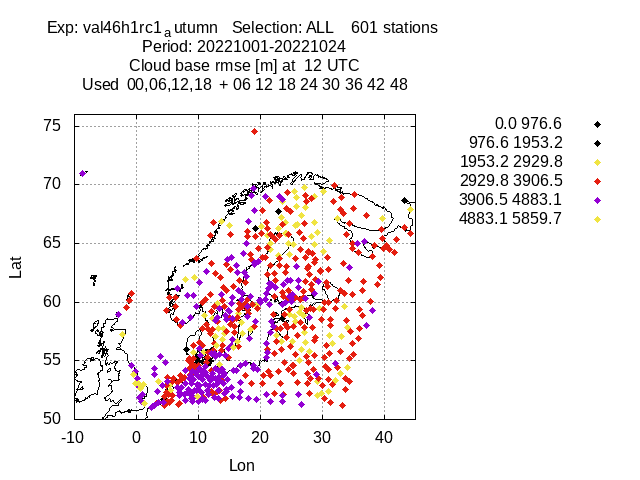 Exp: val46h1rc1autumn Selection: ALL 601 stations
Period: 20221001-20221024
Cloud base rmse [m] at 12 UTC
Used 00,06,12,18 + 06 12 18 24 30 36 42 48
0.0 976.6
976.6 1953.2
1953.2 2929.8
2929.8 3906.5
3906.5 4883.1
4883.1 5859.7
75
70
65
60
55
50
Lat
-10 0 10 20 30 40
Lon